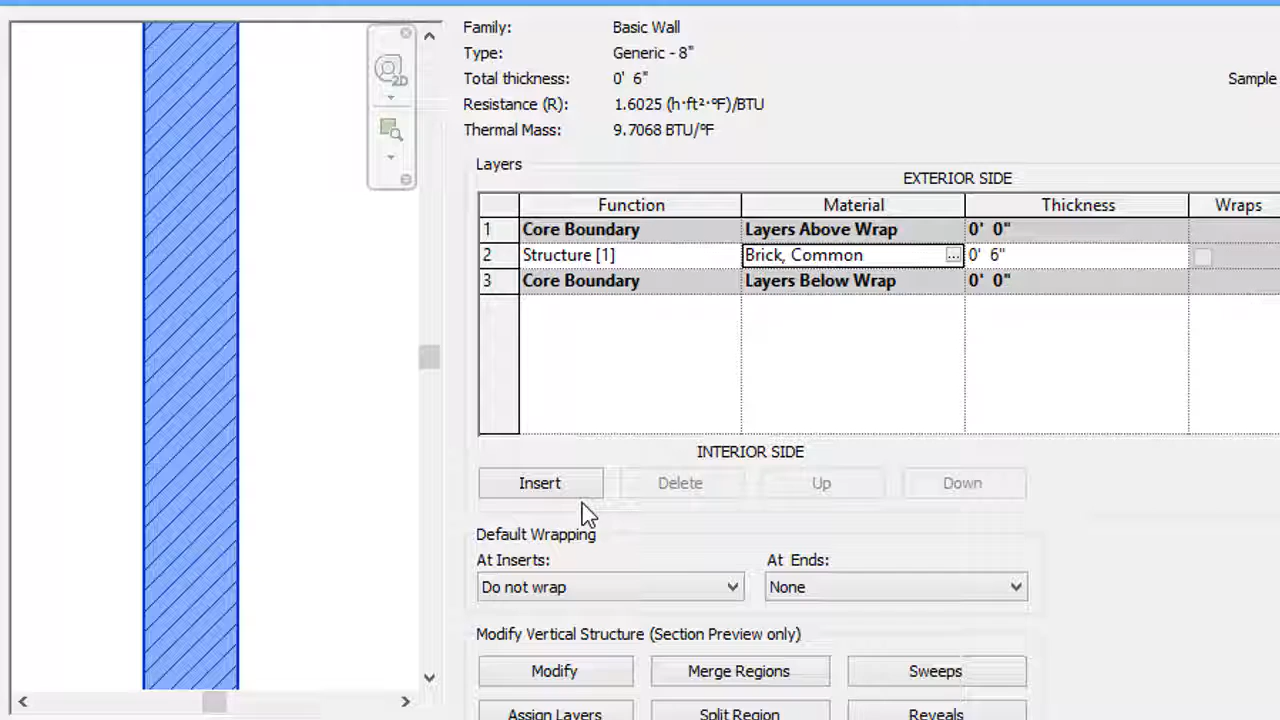 Family: Basic Wall
Type: Generic - 8"
Total thickness: 0' 6" Sample
Resistance (R): 1.6025 (h·ft²·°F)/BTU
Thermal Mass: 9.7068 BTU/°F
2D
Layers
EXTERIOR SIDE
Function Material Thickness Wraps
1 Core Boundary Layers Above Wrap 0' 0"
2 Structure [1] Brick, Common ... 0' 6"
3 Core Boundary Layers Below Wrap 0' 0"
INTERIOR SIDE
Insert Delete Up Down
Default Wrapping
At Inserts: At Ends:
Do not wrap None
Modify Vertical Structure (Section Preview only)
Modify Merge Regions Sweeps
Assign Layers Split Region Reveals